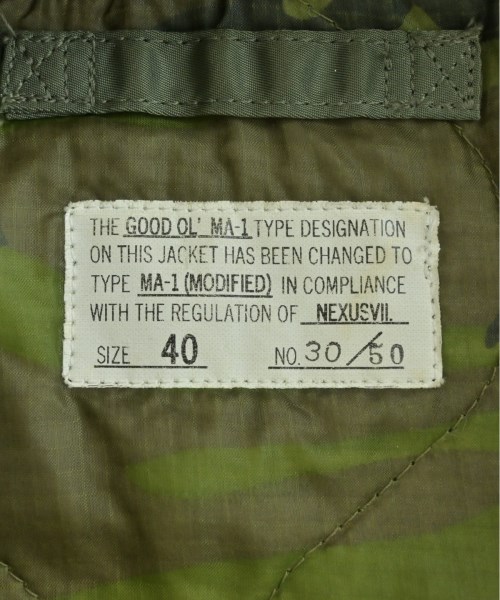 THE GOOD OL' MA-1 TYPE DESIGNATION
ON THIS JACKET HAS BEEN CHANGED TO
TYPE MA-1 (MODIFIED) IN COMPLIANCE
WITH THE REGULATION OF NEXUSVII.
SIZE 40 NO. 30/50